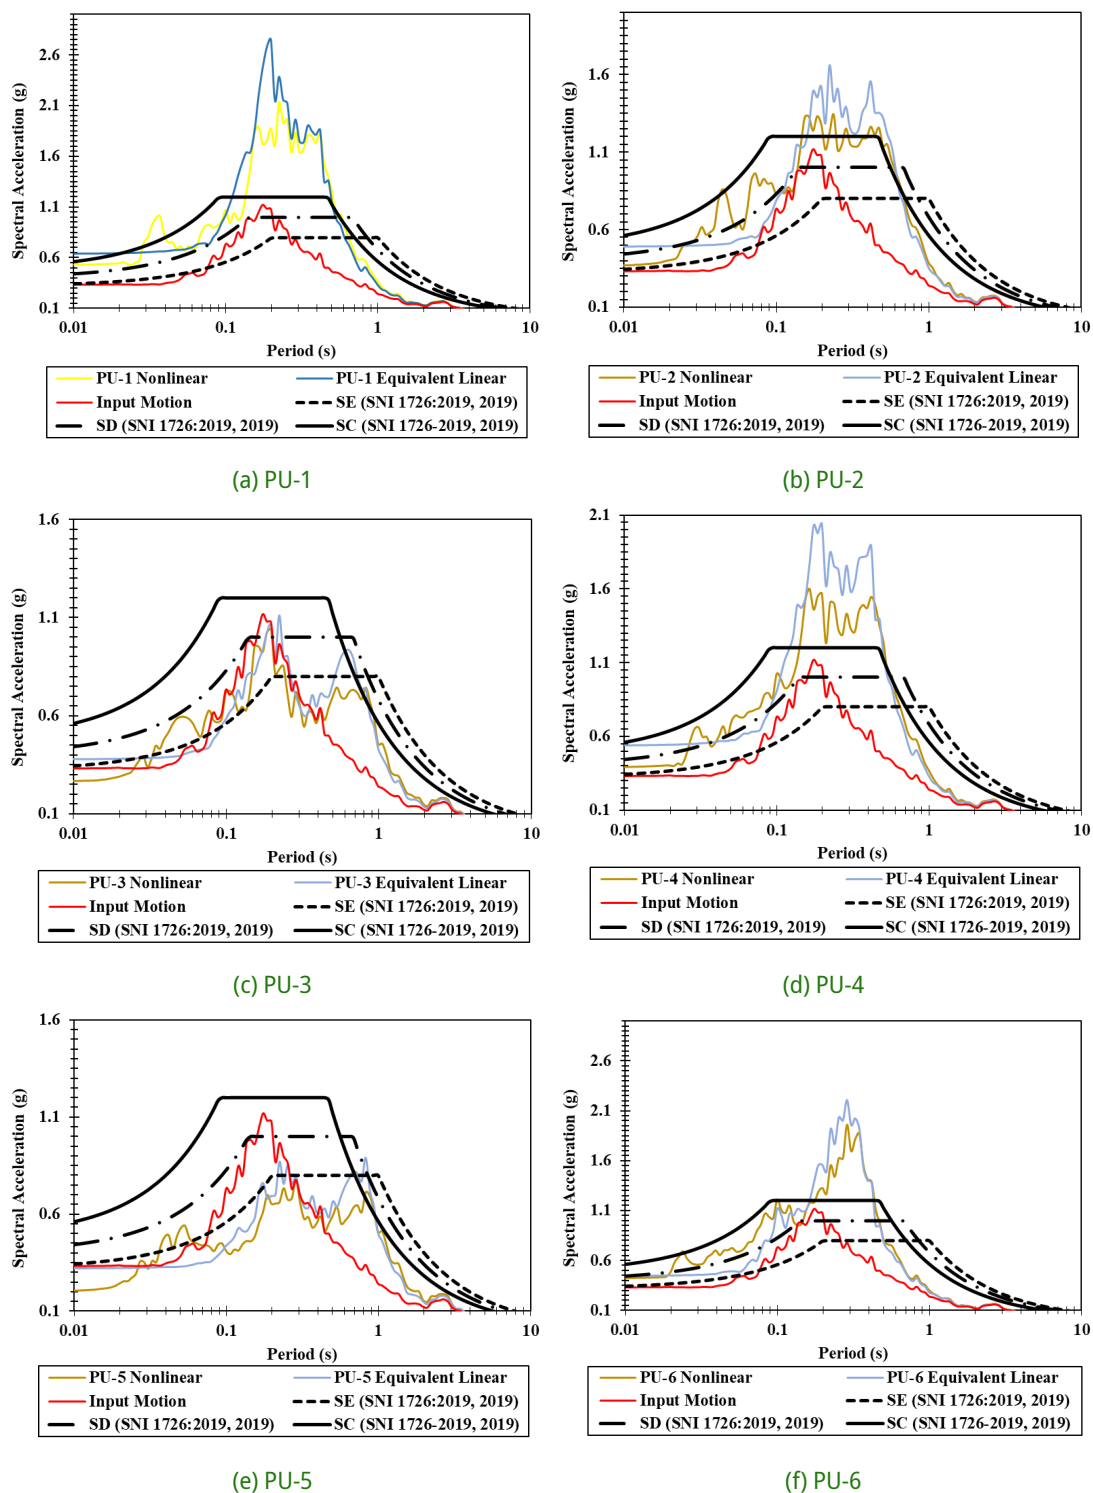 Spectral Acceleration (g)
2.6
2.1
1.6
1.1
0.6
0.1
0.01 0.1 1 10
Period (s)
PU-1 Nonlinear PU-1 Equivalent Linear
Input Motion SE (SNI 1726:2019, 2019)
SD (SNI 1726:2019, 2019) SC (SNI 1726-2019, 2019)
(a) PU-1
Spectral Acceleration (g)
1.6
1.1
0.6
0.1
0.01 0.1 1 10
Period (s)
PU-2 Nonlinear PU-2 Equivalent Linear
Input Motion SE (SNI 1726:2019, 2019)
SD (SNI 1726:2019, 2019) SC (SNI 1726-2019, 2019)
(b) PU-2
Spectral Acceleration (g)
1.6
1.1
0.6
0.1
0.01 0.1 1 10
Period (s)
PU-3 Nonlinear PU-3 Equivalent Linear
Input Motion SE (SNI 1726:2019, 2019)
SD (SNI 1726:2019, 2019) SC (SNI 1726-2019, 2019)
(c) PU-3
Spectral Acceleration (g)
2.1
1.6
1.1
0.6
0.1
0.01 0.1 1 10
Period (s)
PU-4 Nonlinear PU-4 Equivalent Linear
Input Motion SE (SNI 1726:2019, 2019)
SD (SNI 1726:2019, 2019) SC (SNI 1726-2019, 2019)
(d) PU-4
Spectral Acceleration (g)
1.6
1.1
0.6
0.1
0.01 0.1 1 10
Period (s)
PU-5 Nonlinear PU-5 Equivalent Linear
Input Motion SE (SNI 1726:2019, 2019)
SD (SNI 1726:2019, 2019) SC (SNI 1726-2019, 2019)
(e) PU-5
Spectral Acceleration (g)
2.6
2.1
1.6
1.1
0.6
0.1
0.01 0.1 1 10
Period (s)
PU-6 Nonlinear PU-6 Equivalent Linear
Input Motion SE (SNI 1726:2019, 2019)
SD (SNI 1726:2019, 2019) SC (SNI 1726-2019, 2019)
(f) PU-6